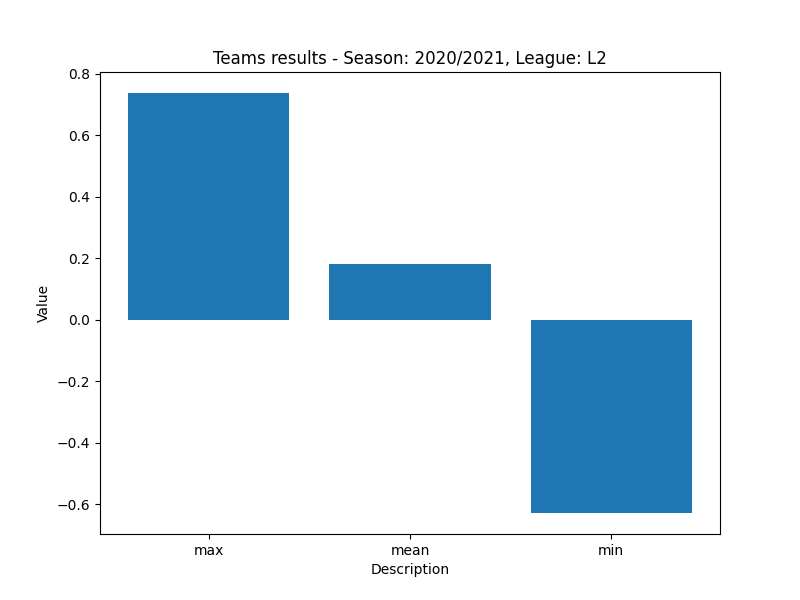 Teams results - Season: 2020/2021, League: L2
0.8
0.6
0.4
0.2
0.0
−0.2
−0.4
−0.6
Value
max mean min
Description